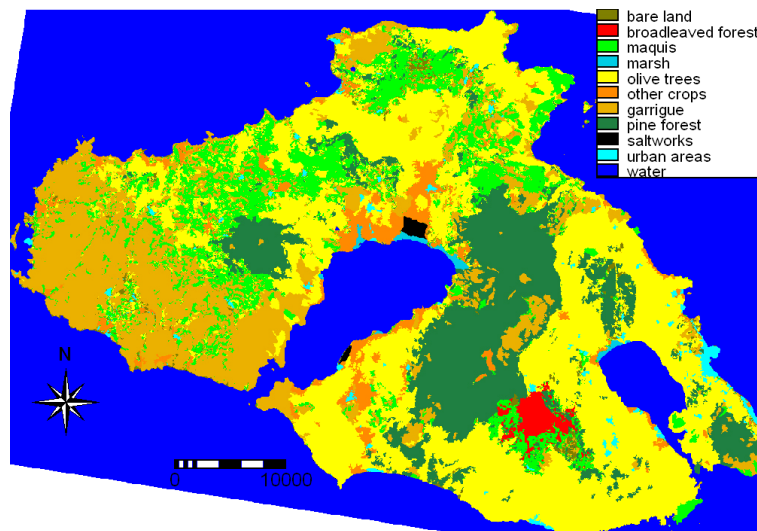 bare land
broadleaved forest
maquis
marsh
olive trees
other crops
garrigue
pine forest
saltworks
urban areas
water
N
0 10000